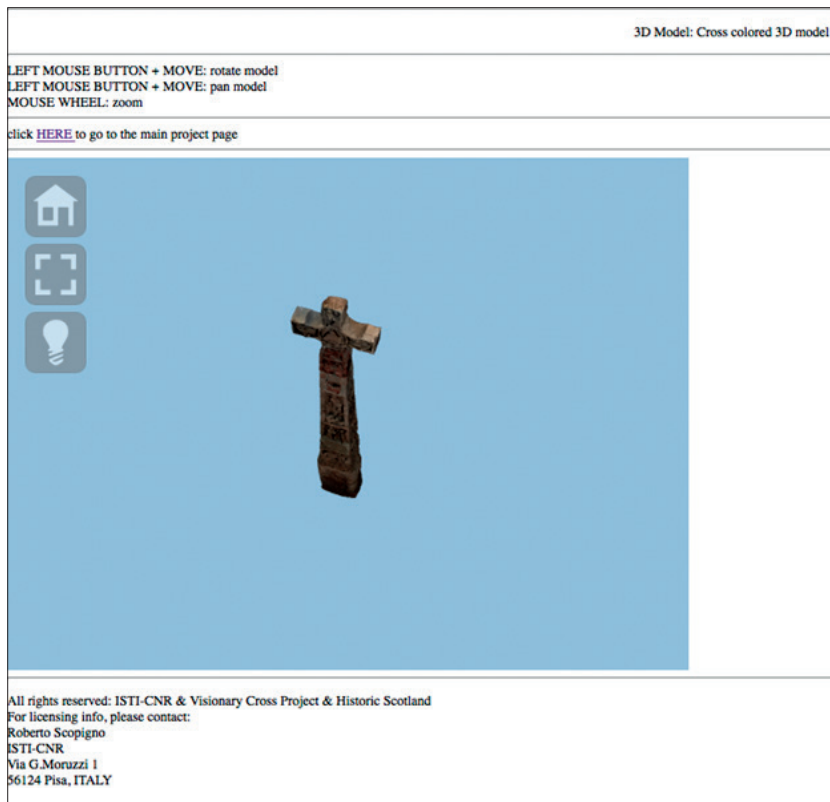 3D Model: Cross colored 3D model
LEFT MOUSE BUTTON + MOVE: rotate model
LEFT MOUSE BUTTON + MOVE: pan model
MOUSE WHEEL: zoom
click HERE to go to the main project page
All rights reserved: ISTI-CNR & Visionary Cross Project & Historic Scotland
For licensing info, please contact:
Roberto Scopigno
ISTI-CNR
Via G.Moruzzi 1
56124 Pisa, ITALY